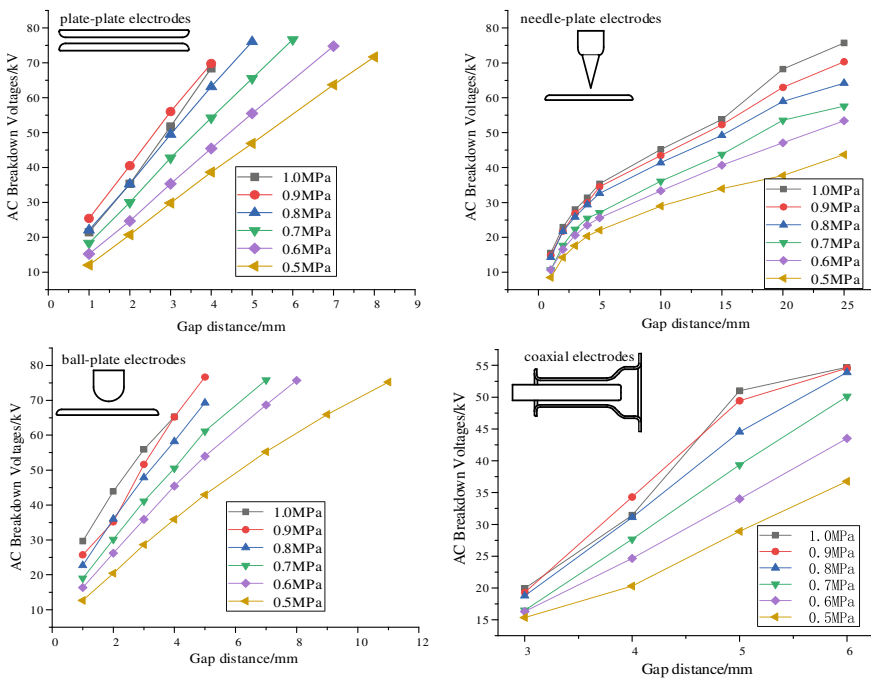 plate-plate electrodes
AC Breakdown Voltages/kV
80
70
60
50
40
30
20
10
1.0MPa
0.9MPa
0.8MPa
0.7MPa
0.6MPa
0.5MPa
0 1 2 3 4 5 6 7 8 9
Gap distance/mm
needle-plate electrodes
AC Breakdown Voltages/kV
80
70
60
50
40
30
20
10
1.0MPa
0.9MPa
0.8MPa
0.7MPa
0.6MPa
0.5MPa
0 5 10 15 20 25
Gap distance/mm
ball-plate electrodes
AC Breakdown Voltages/kV
80
70
60
50
40
30
20
10
1.0MPa
0.9MPa
0.8MPa
0.7MPa
0.6MPa
0.5MPa
0 2 4 6 8 10 12
Gap distance/mm
coaxial electrodes
AC Breakdown Voltages/kV
55
50
45
40
35
30
25
20
15
1.0MPa
0.9MPa
0.8MPa
0.7MPa
0.6MPa
0.5MPa
3 4 5 6
Gap distance/mm